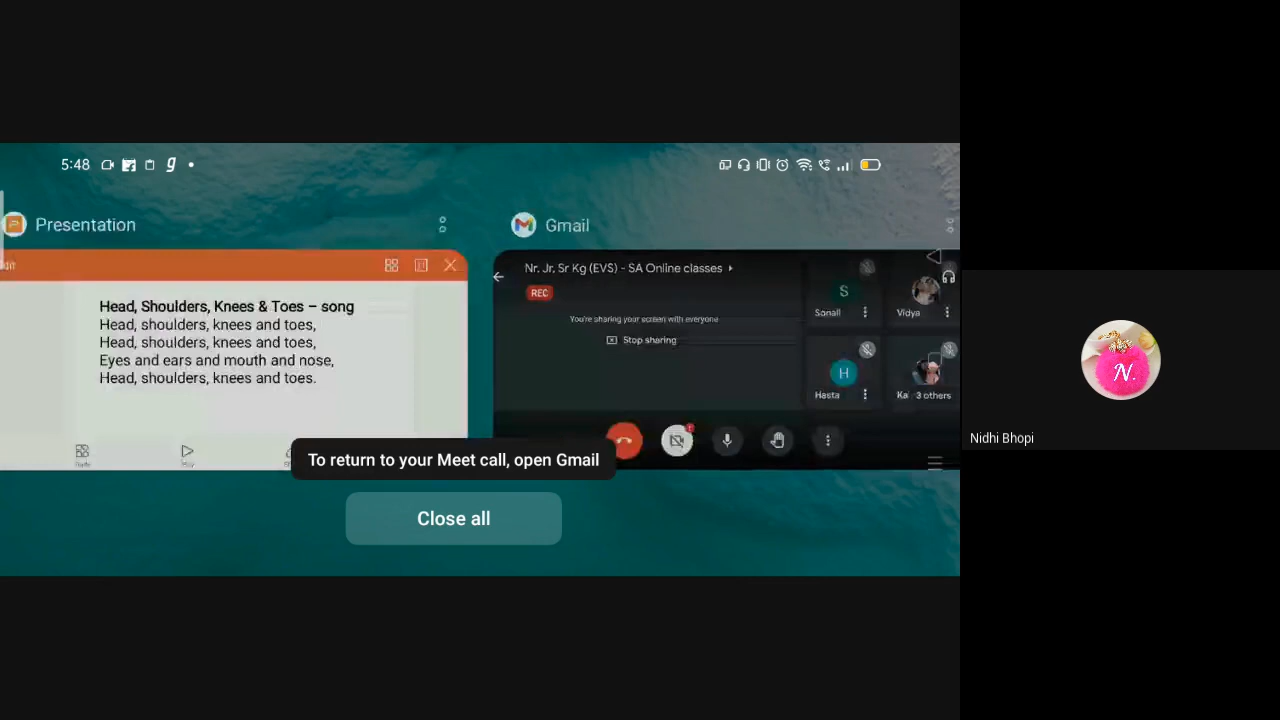 5:48
Presentation
Gmail
Head, Shoulders, Knees & Toes – song
Head, shoulders, knees and toes,
Head, shoulders, knees and toes,
Eyes and ears and mouth and nose,
Head, shoulders, knees and toes.
Nr, Jr, Sr Kg (EVS) - SA Online classes
REC
You're sharing your screen with everyone
Stop sharing
S
Sonali
Vidya
H
Hasta
3 others
To return to your Meet call, open Gmail
Close all
N.
Nidhi Bhopi